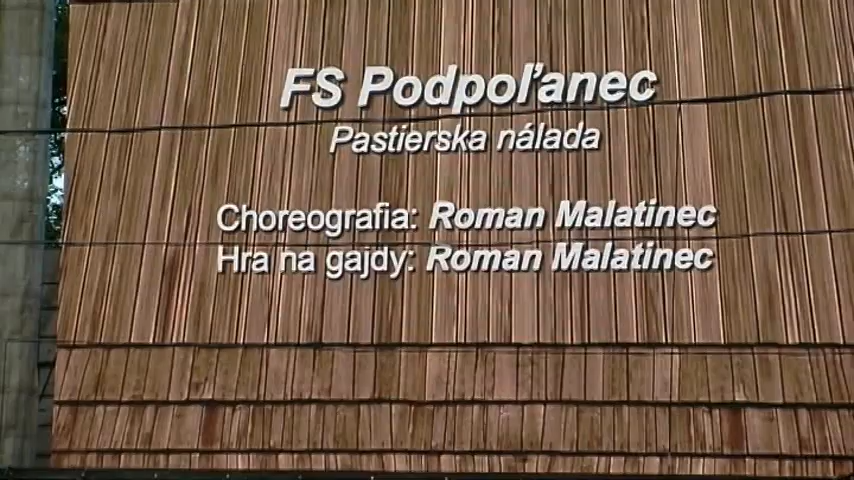 FS Podpoľanec
Pastierska nálada
Choreografia: Roman Malatinec
Hra na gajdy: Roman Malatinec